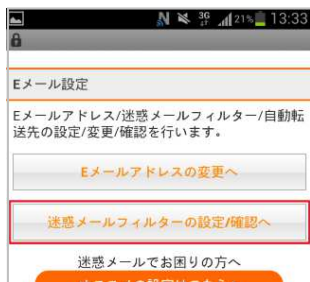 3G 21% 13:33
Eメール設定
Eメールアドレス/迷惑メールフィルター/自動転
送先の設定/変更/確認を行います。
Eメールアドレスの変更へ
迷惑メールフィルターの設定/確認へ
迷惑メールでお困りの方へ